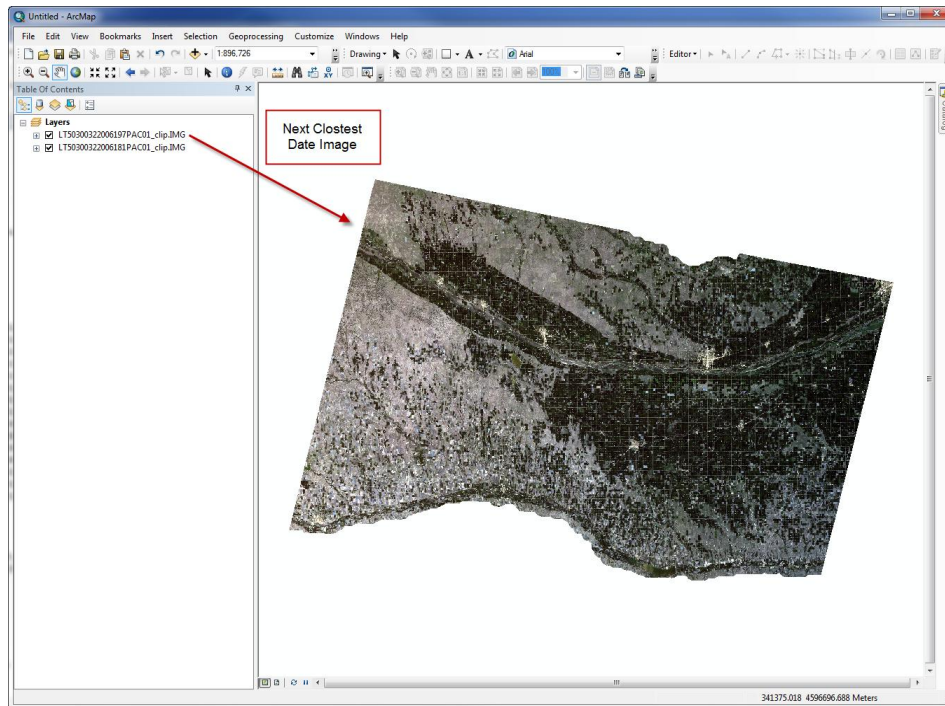 Untitled - ArcMap
File Edit View Bookmarks Insert Selection Geoprocessing Customize Windows Help
1:896,726 Drawing A Arial Editor
Table Of Contents
Layers
LT50300322006197PAC01_clip.IMG
LT50300322006181PAC01_clip.IMG
Next Clostest
Date Image
Catalog
341375.018 4596696.688 Meters